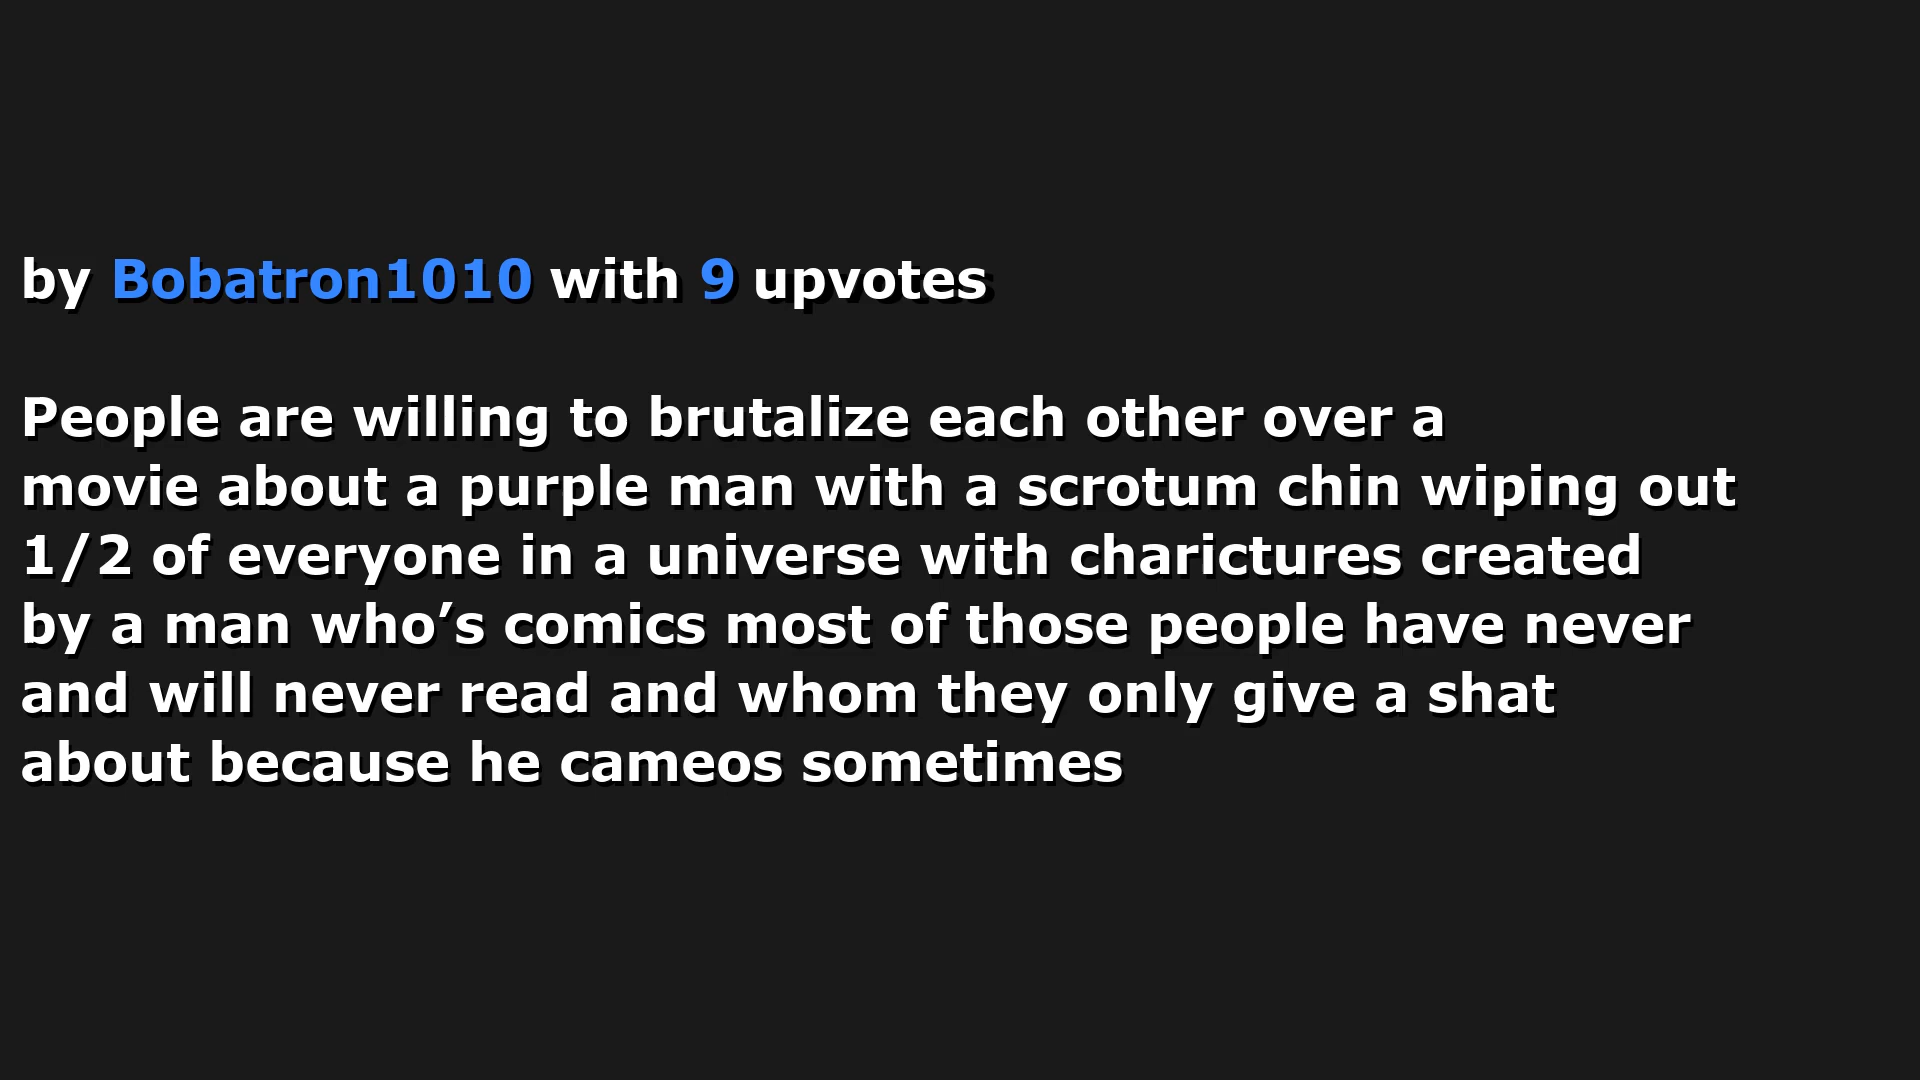 by Bobatron1010 with 9 upvotes
People are willing to brutalize each other over a
movie about a purple man with a scrotum chin wiping out
1/2 of everyone in a universe with charictures created
by a man who’s comics most of those people have never
and will never read and whom they only give a shat
about because he cameos sometimes